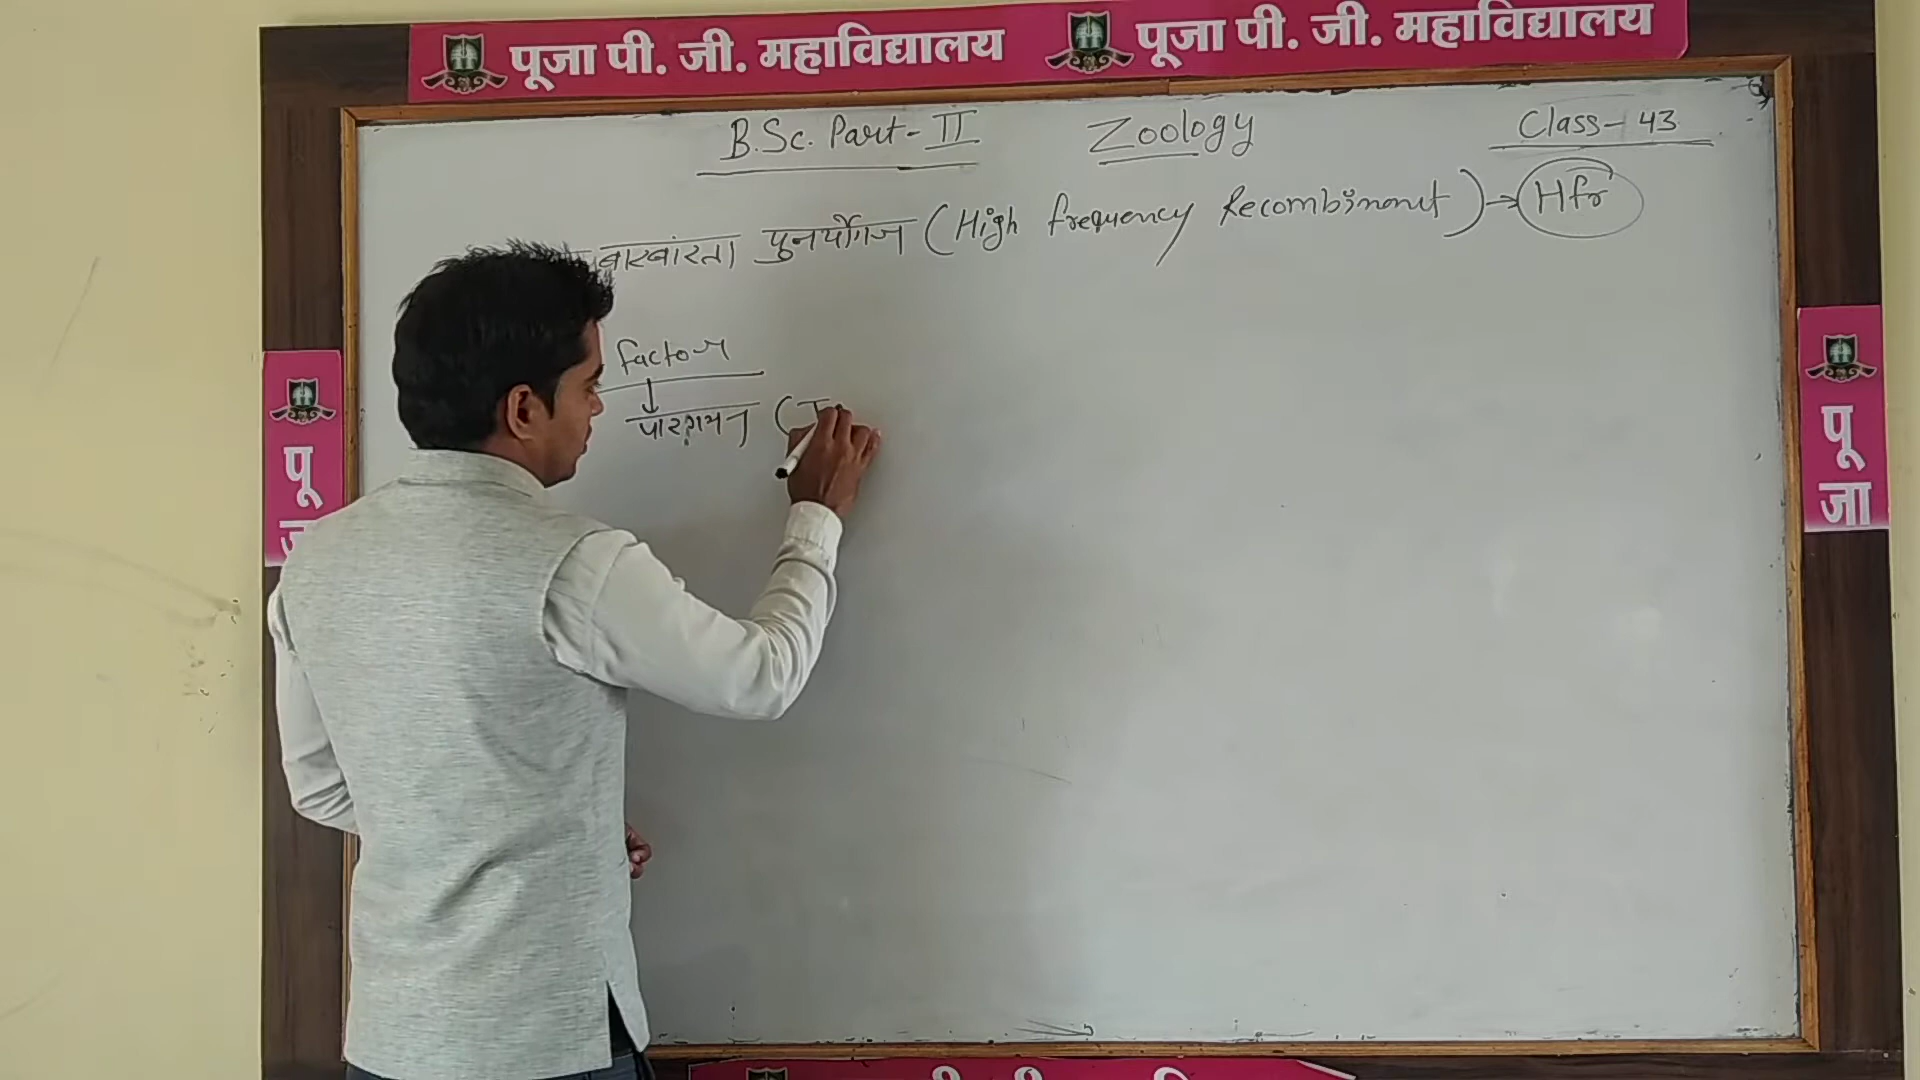 पूजा पी. जी. महाविद्यालय पूजा पी. जी. महाविद्यालय
B.Sc. Part-II Zoology Class-43
बारबांरता पुनर्योगज (High frequency Recombinant) → Hfr
factor
↓
पारगमन (T
पू
पू
जा